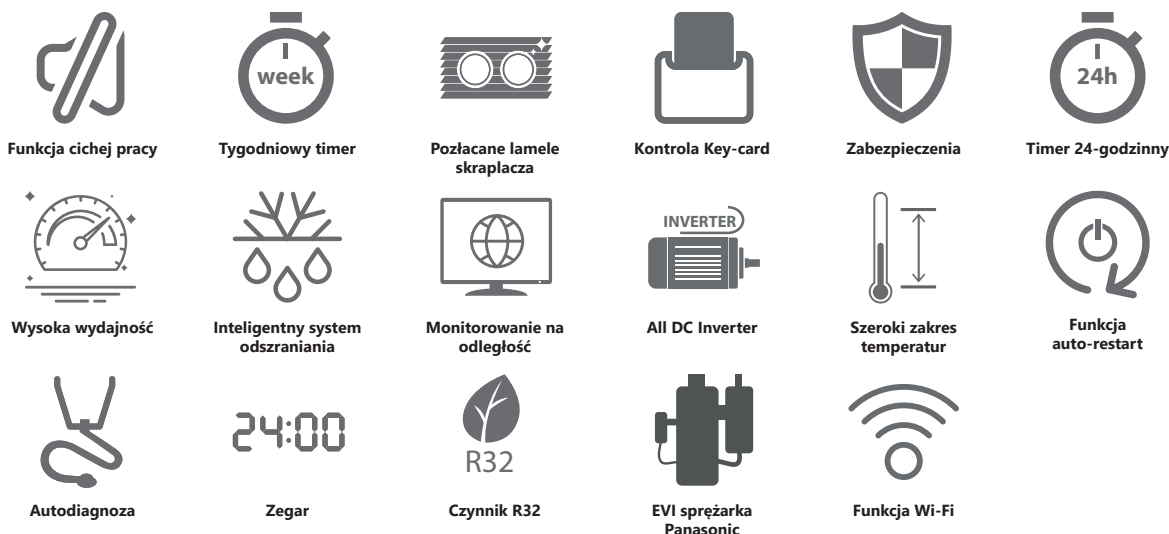 week
24h
Funkcja cichej pracy
Tygodniowy timer
Pozłacane lamele
skraplacza
Kontrola Key-card
Zabezpieczenia
Timer 24-godzinny
INVERTER
Wysoka wydajność
Inteligentny system
odszraniania
Monitorowanie na
odległość
All DC Inverter
Szeroki zakres
temperatur
Funkcja
auto-restart
24:00
R32
Autodiagnoza
Zegar
Czynnik R32
EVI sprężarka
Panasonic
Funkcja Wi-Fi